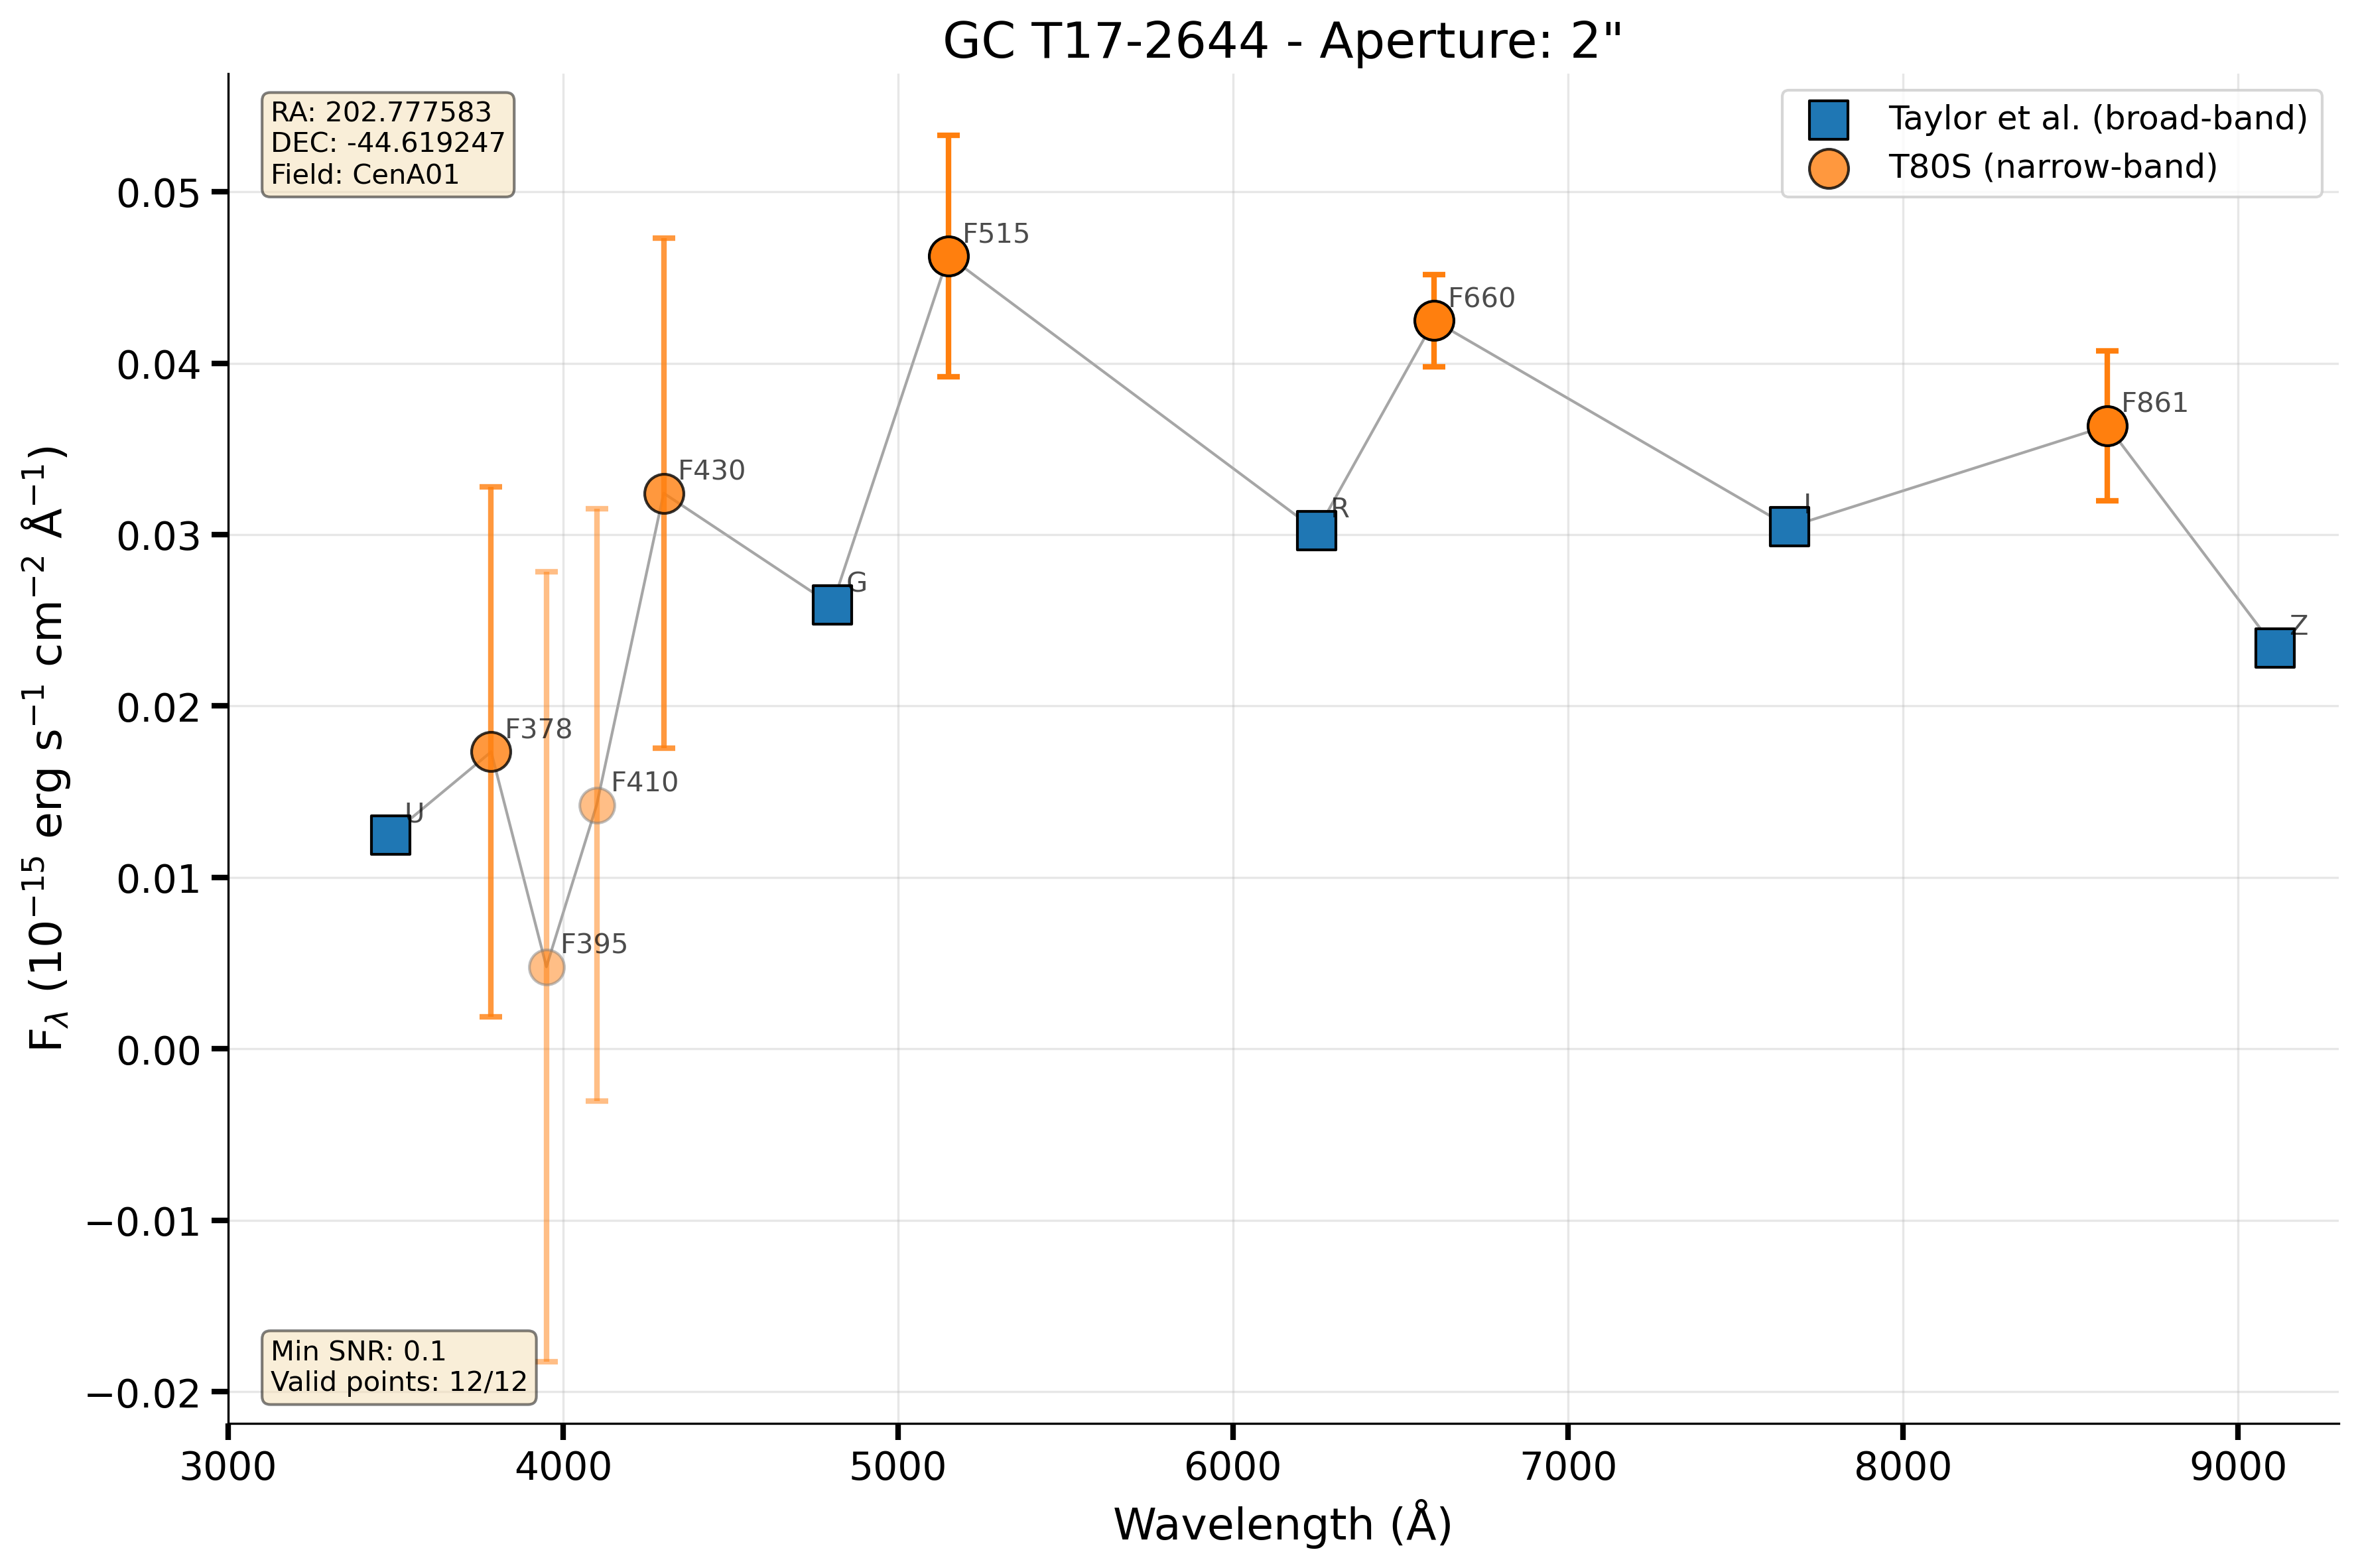 GC T17-2644 - Aperture: 2"
RA: 202.777583
DEC: -44.619247
Field: CenA01
Taylor et al. (broad-band)
T80S (narrow-band)
F515
F660
F861
F430
R
I
G
Z
F378
F410
U
F395
Min SNR: 0.1
Valid points: 12/12
0.05
0.04
0.03
0.02
0.01
0.00
−0.01
−0.02
3000 4000 5000 6000 7000 8000 9000
Wavelength (Å)
F_λ (10⁻¹⁵ erg s⁻¹ cm⁻² Å⁻¹)